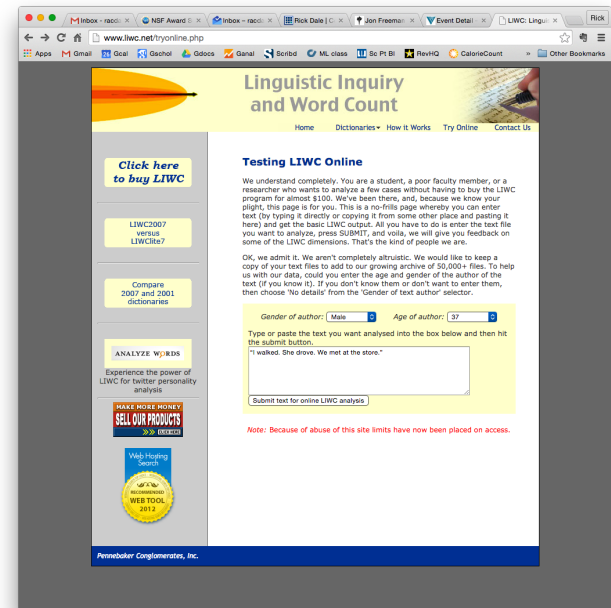 Inbox - racda
NSF Award S
Inbox - racda
Rick Dale | C
Jon Freeman
Event Detail -
LIWC: Lingui
Rick
www.liwc.net/tryonline.php
Apps
Gmail
Gcal
Gschol
Gdocs
Ganal
Scribd
ML class
Sc Pt Bl
RevHQ
CalorieCount
»
Other Bookmarks
Linguistic Inquiry
and Word Count
Home Dictionaries How it Works Try Online Contact Us
Click here
to buy LIWC
LIWC2007
versus
LIWClite7
Compare
2007 and 2001
dictionaries
ANALYZE WORDS
Experience the power of
LIWC for twitter personality
analysis
MAKE MORE MONEY
SELL OUR PRODUCTS
>>> CLICK HERE
Web Hosting
Search
RECOMMENDED
WEB TOOL
2012
Testing LIWC Online
We understand completely. You are a student, a poor faculty member, or a
researcher who wants to analyze a few cases without having to buy the LIWC
program for almost $100. We've been there, and, because we know your
plight, this page is for you. This is a no-frills page whereby you can enter
text (by typing it directly or copying it from some other place and pasting it
here) and get the basic LIWC output. All you have to do is enter the text file
you want to analyze, press SUBMIT, and voila, we will give you feedback on
some of the LIWC dimensions. That's the kind of people we are.
OK, we admit it. We aren't completely altruistic. We would like to keep a
copy of your text files to add to our growing archive of 50,000+ files. To help
us with our data, could you enter the age and gender of the author of the
text (if you know it). If you don't know them or don't want to enter them,
then choose 'No details' from the 'Gender of text author' selector.
Gender of author: Male Age of author: 37
Type or paste the text you want analysed into the box below and then hit
the submit button.
"I walked. She drove. We met at the store."
Submit text for online LIWC analysis
Note: Because of abuse of this site limits have now been placed on access.
Pennebaker Conglomerates, Inc.